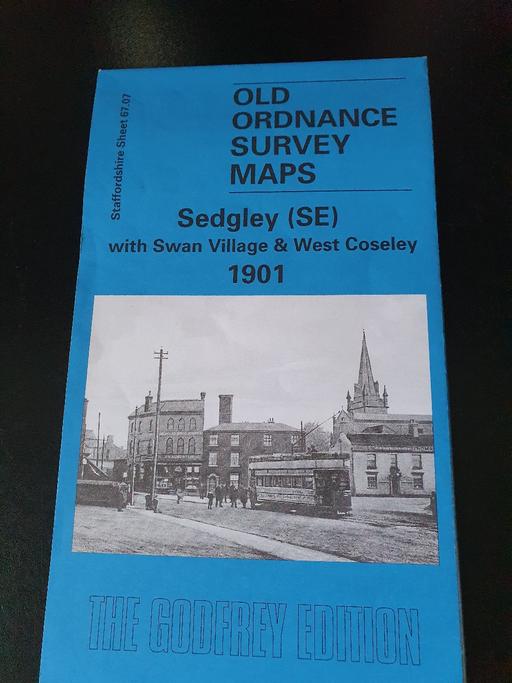 Staffordshire Sheet 67.07
OLD
ORDNANCE
SURVEY
MAPS
Sedgley (SE)
with Swan Village & West Coseley
1901
THE GODFREY EDITION